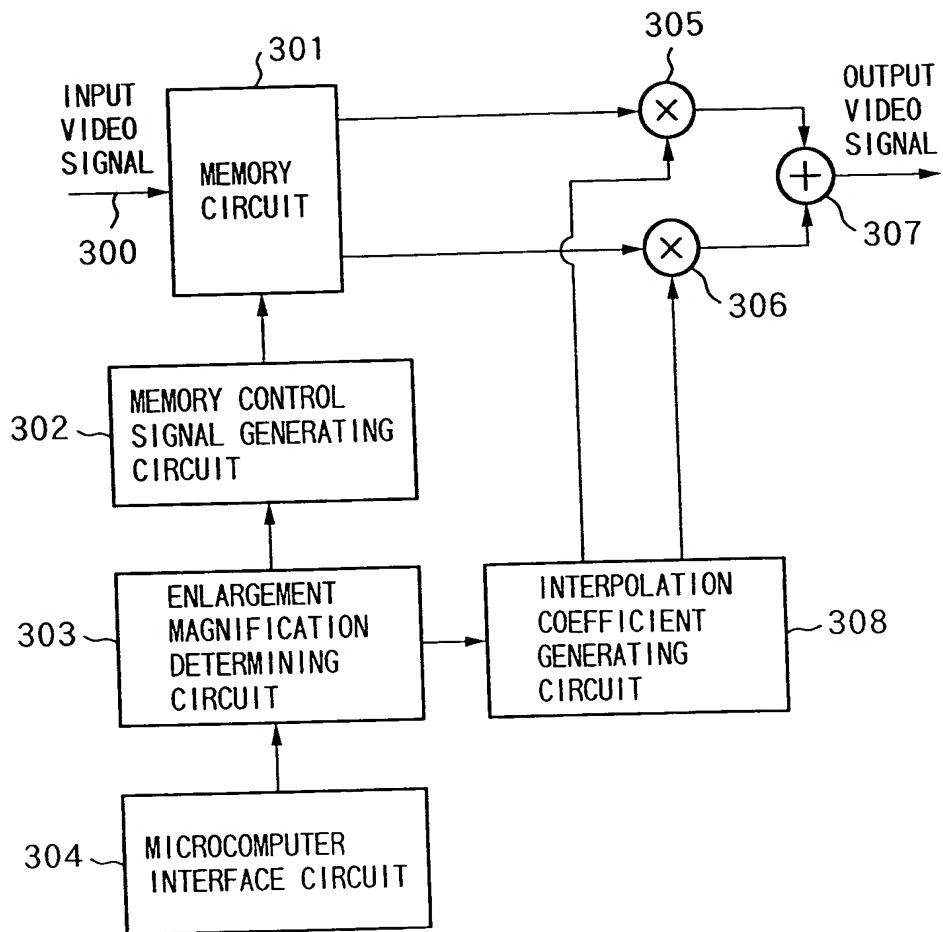 301
305
INPUT
VIDEO
SIGNAL
OUTPUT
VIDEO
SIGNAL
MEMORY
CIRCUIT
×
+
300
307
×
306
302
MEMORY CONTROL
SIGNAL GENERATING
CIRCUIT
303
ENLARGEMENT
MAGNIFICATION
DETERMINING
CIRCUIT
INTERPOLATION
COEFFICIENT
GENERATING
CIRCUIT
308
304
MICROCOMPUTER
INTERFACE CIRCUIT